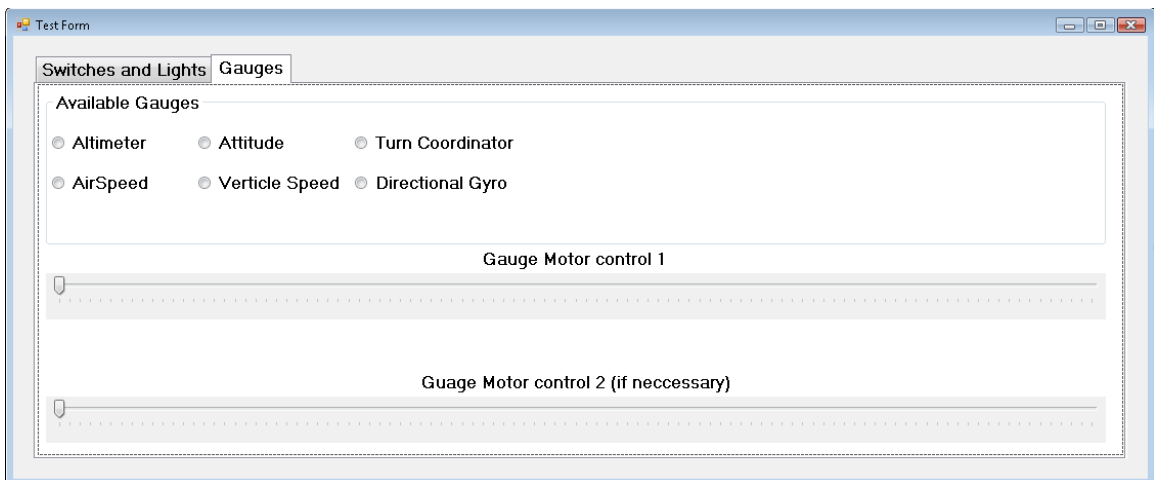 Test Form
Switches and Lights Gauges
Available Gauges
Altimeter Attitude Turn Coordinator
AirSpeed Verticle Speed Directional Gyro
Gauge Motor control 1
Guage Motor control 2 (if neccessary)